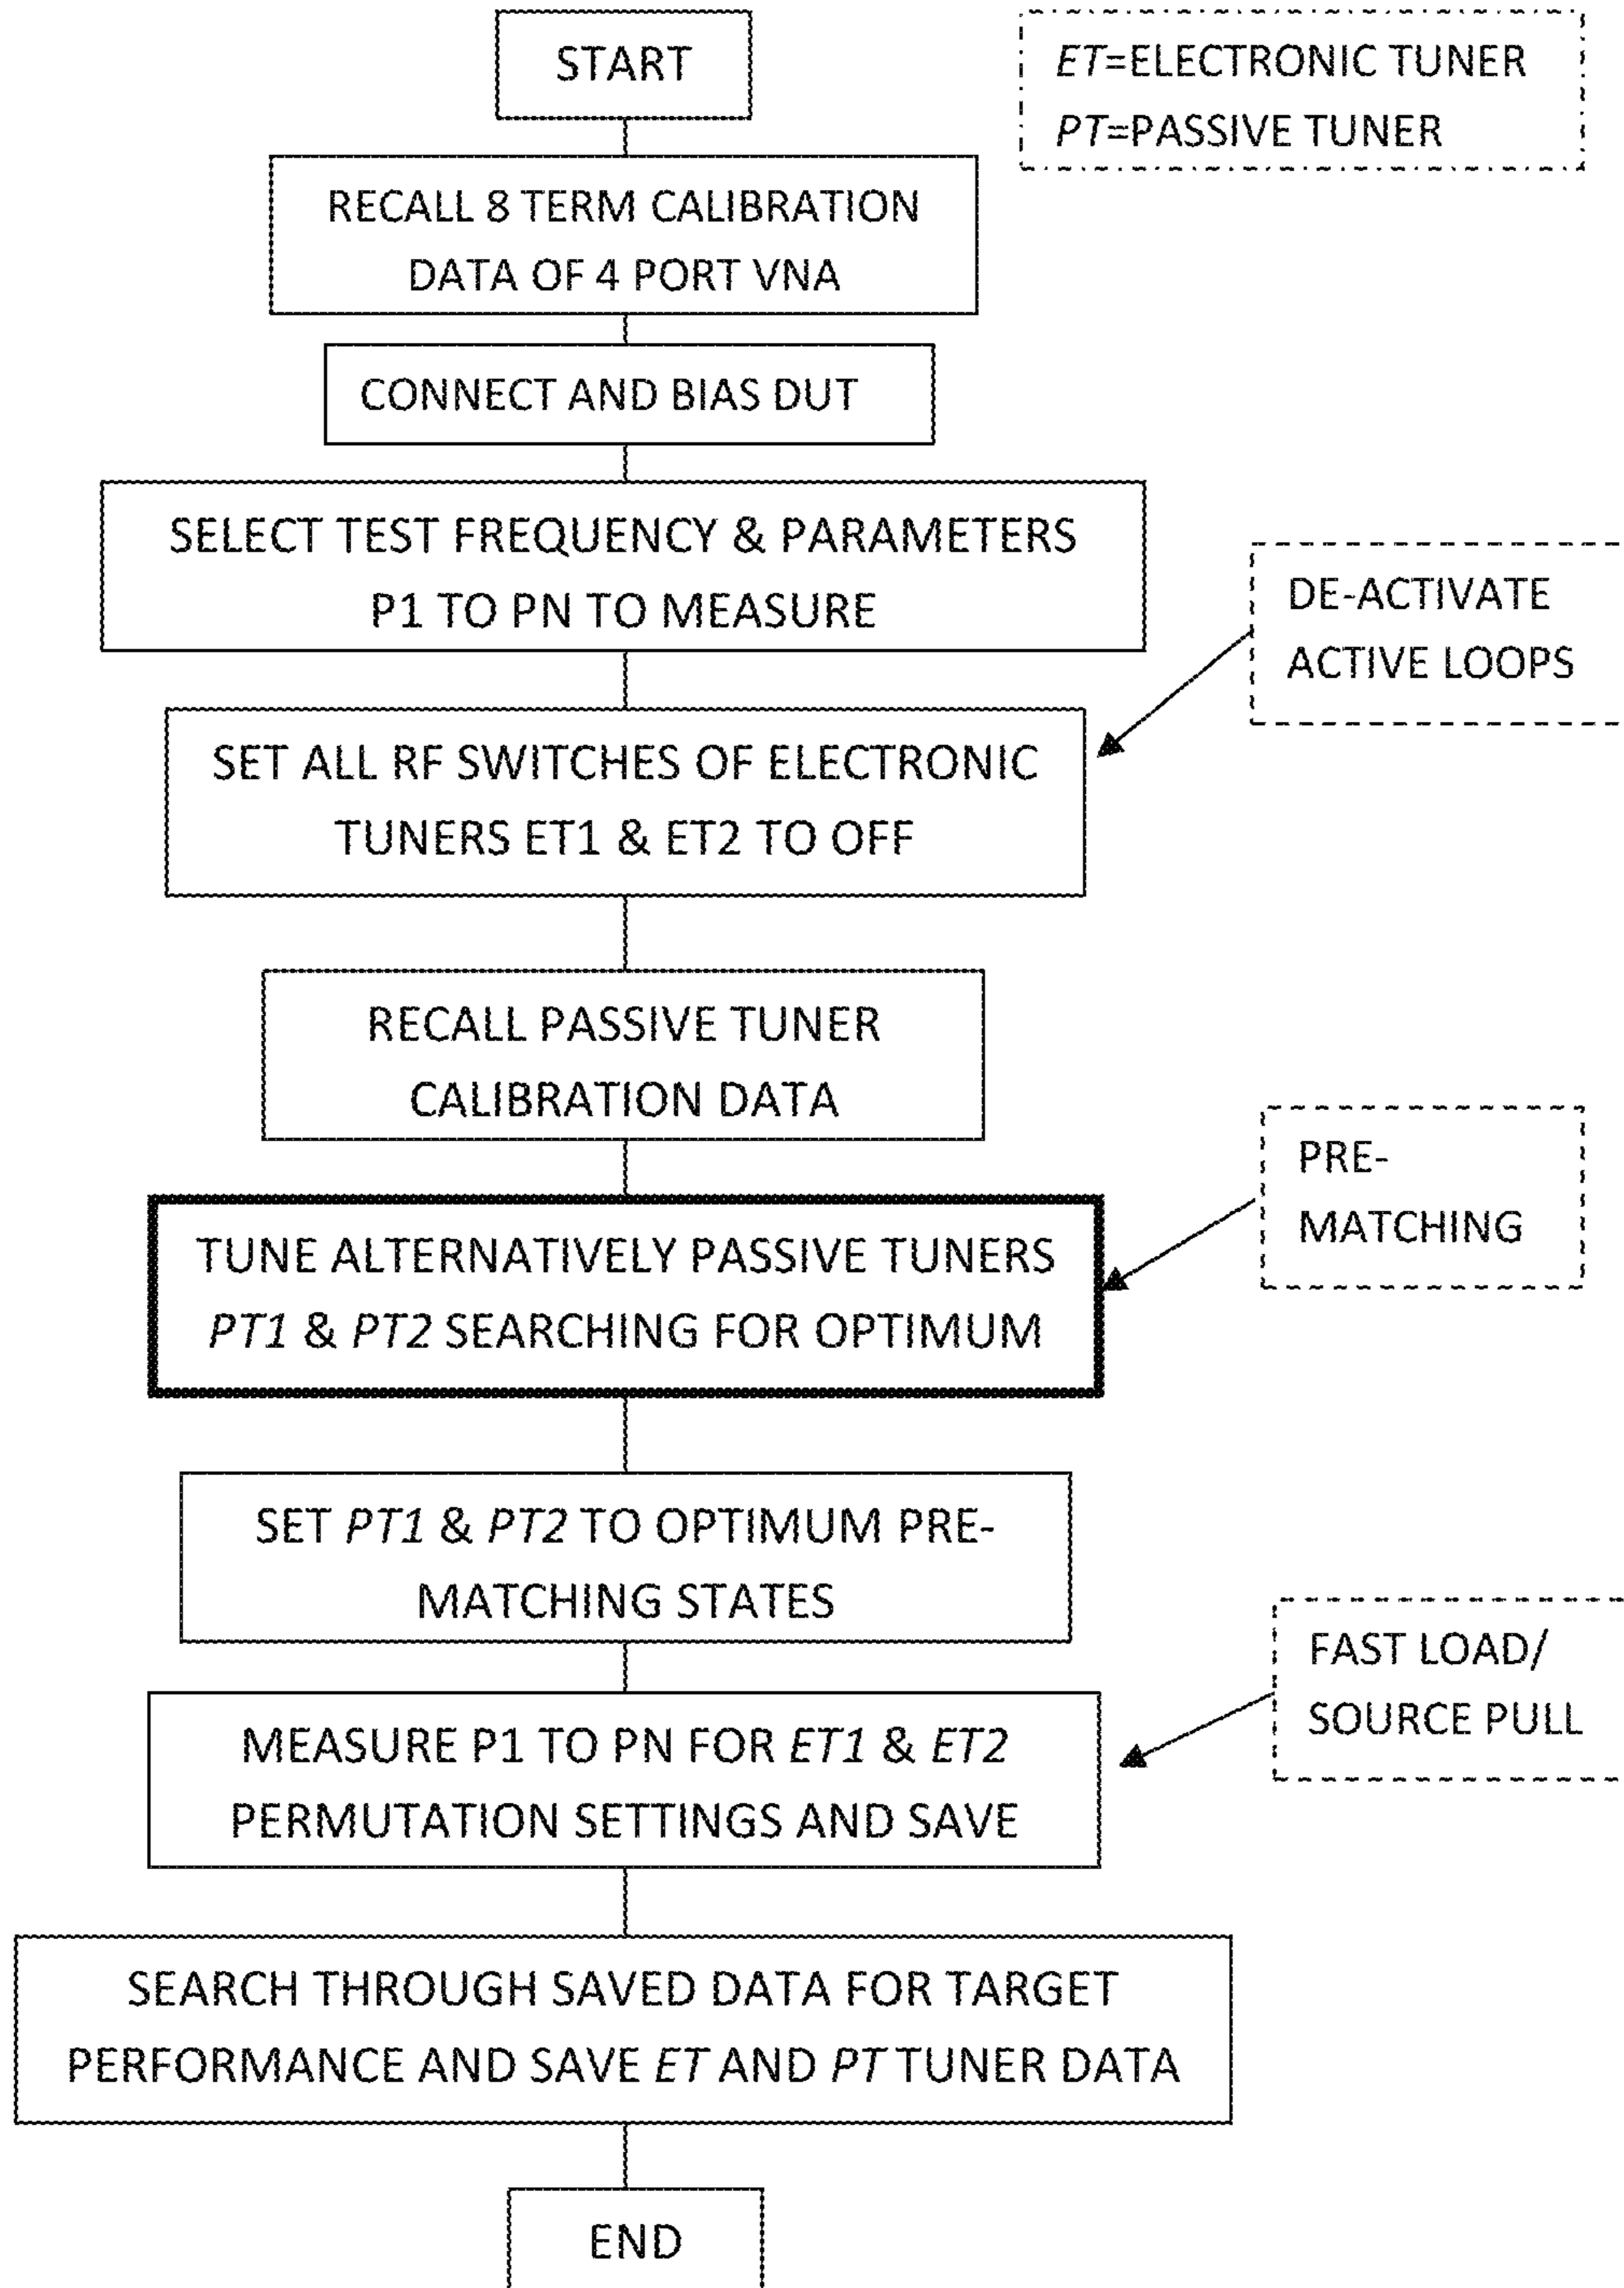 START
ET=ELECTRONIC TUNER
PT=PASSIVE TUNER
RECALL 8 TERM CALIBRATION
DATA OF 4 PORT VNA
CONNECT AND BIAS DUT
SELECT TEST FREQUENCY & PARAMETERS
P1 TO PN TO MEASURE
DE-ACTIVATE
ACTIVE LOOPS
SET ALL RF SWITCHES OF ELECTRONIC
TUNERS ET1 & ET2 TO OFF
RECALL PASSIVE TUNER
CALIBRATION DATA
PRE-
MATCHING
TUNE ALTERNATIVELY PASSIVE TUNERS
PT1 & PT2 SEARCHING FOR OPTIMUM
SET PT1 & PT2 TO OPTIMUM PRE-
MATCHING STATES
FAST LOAD/
SOURCE PULL
MEASURE P1 TO PN FOR ET1 & ET2
PERMUTATION SETTINGS AND SAVE
SEARCH THROUGH SAVED DATA FOR TARGET
PERFORMANCE AND SAVE ET AND PT TUNER DATA
END